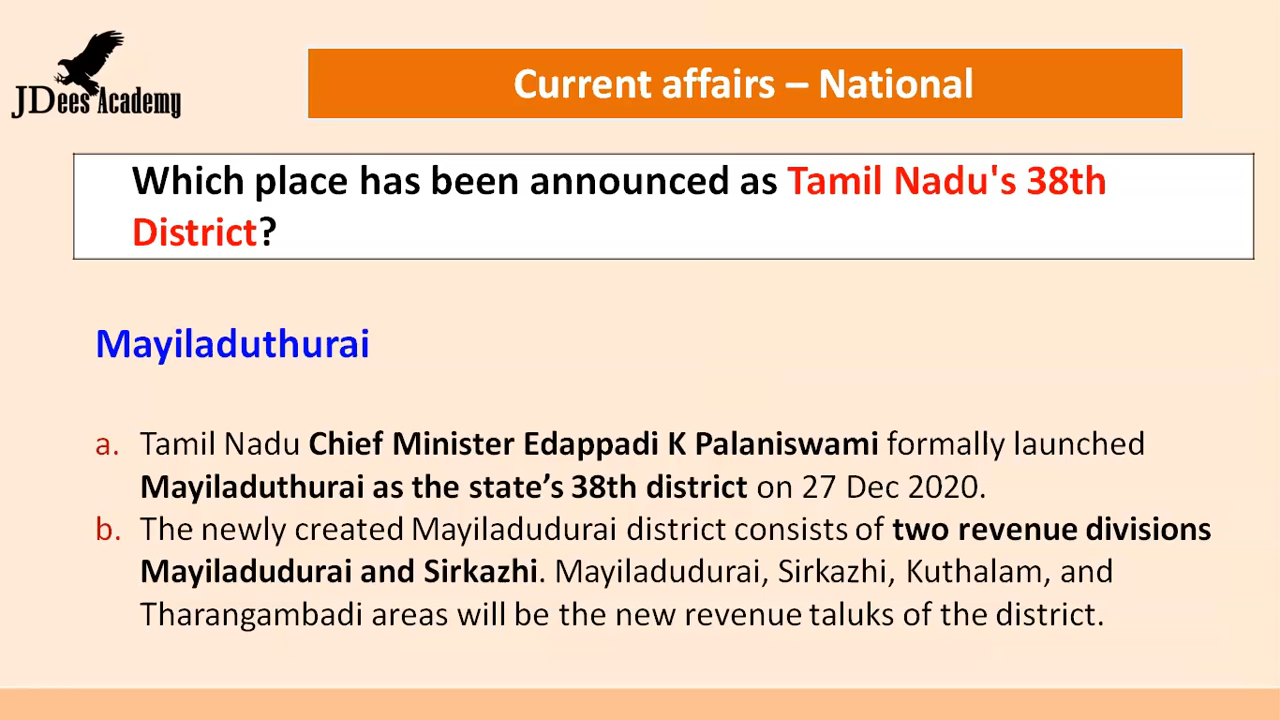 JDees Academy
Current affairs – National
Which place has been announced as Tamil Nadu's 38th
District?
Mayiladuthurai
a. Tamil Nadu Chief Minister Edappadi K Palaniswami formally launched
Mayiladuthurai as the state’s 38th district on 27 Dec 2020.
b. The newly created Mayiladudurai district consists of two revenue divisions
Mayiladudurai and Sirkazhi. Mayiladudurai, Sirkazhi, Kuthalam, and
Tharangambadi areas will be the new revenue taluks of the district.